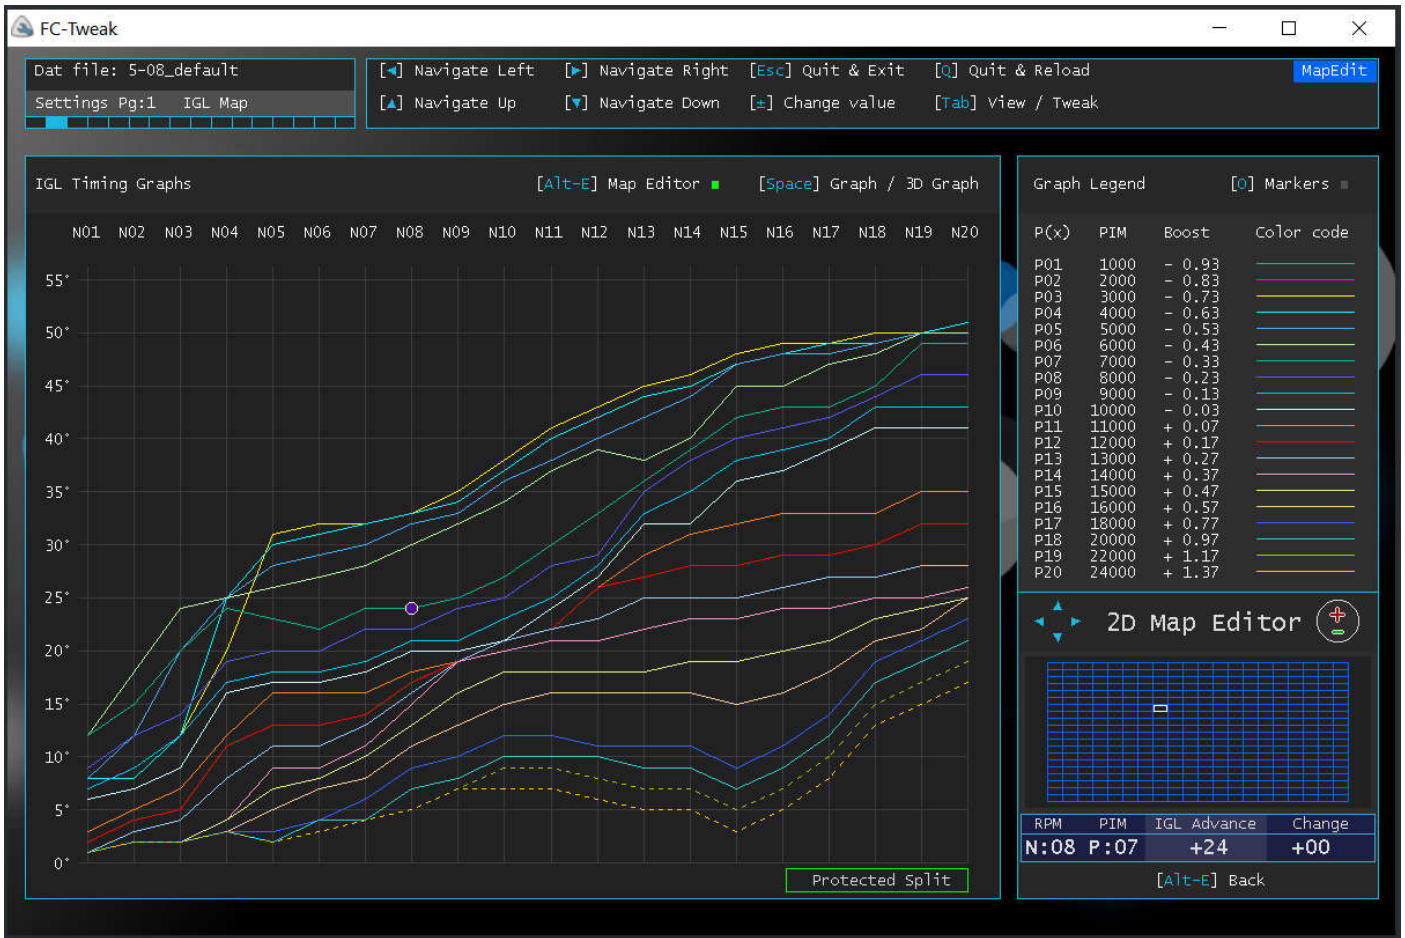 FC-Tweak
Dat file: 5-08_default
Settings Pg:1 IGL Map
[◄] Navigate Left [►] Navigate Right [Esc] Quit & Exit [Q] Quit & Reload
MapEdit
[▲] Navigate Up [▼] Navigate Down [±] Change value [Tab] View / Tweak
IGL Timing Graphs [Alt-E] Map Editor [Space] Graph / 3D Graph
N01 N02 N03 N04 N05 N06 N07 N08 N09 N10 N11 N12 N13 N14 N15 N16 N17 N18 N19 N20
55°
50°
45°
40°
35°
30°
25°
20°
15°
10°
5°
0°
Protected Split
Graph Legend [O] Markers
P(x) PIM Boost Color code
P01 1000 - 0.93
P02 2000 - 0.83
P03 3000 - 0.73
P04 4000 - 0.63
P05 5000 - 0.53
P06 6000 - 0.43
P07 7000 - 0.33
P08 8000 - 0.23
P09 9000 - 0.13
P10 10000 - 0.03
P11 11000 + 0.07
P12 12000 + 0.17
P13 13000 + 0.27
P14 14000 + 0.37
P15 15000 + 0.47
P16 16000 + 0.57
P17 18000 + 0.77
P18 20000 + 0.97
P19 22000 + 1.17
P20 24000 + 1.37
2D Map Editor
RPM PIM IGL Advance Change
N:08 P:07 +24 +00
[Alt-E] Back